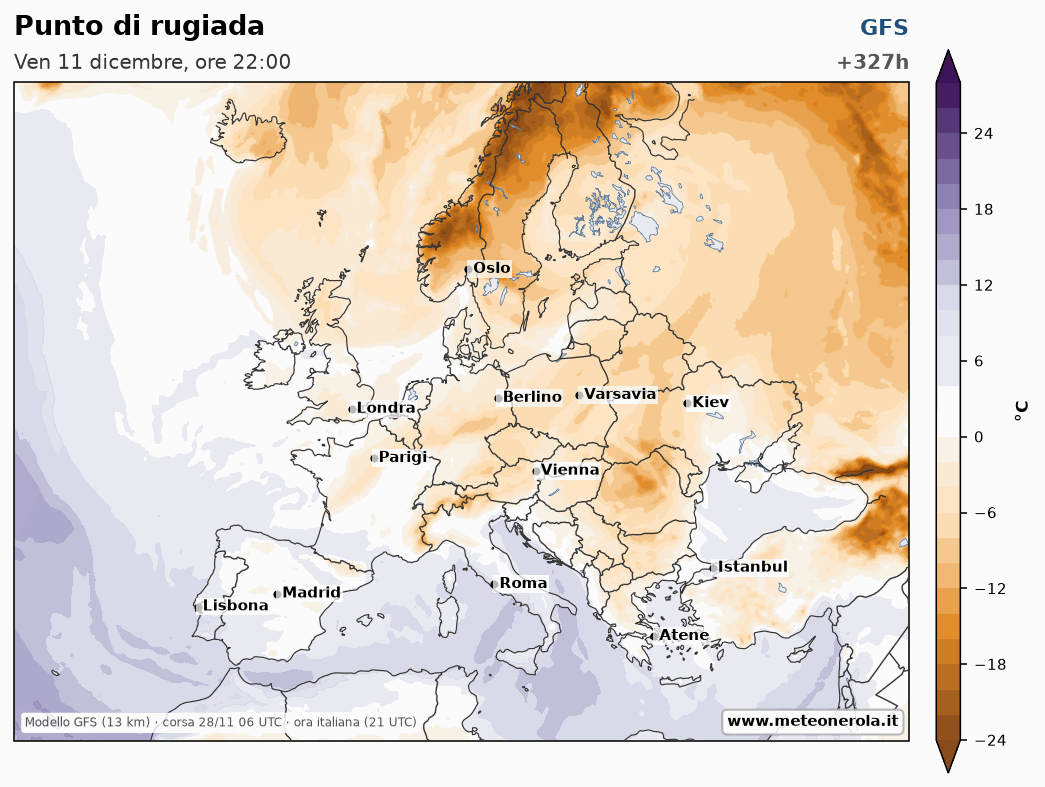 Punto di rugiada
GFS
Ven 11 dicembre, ore 22:00
+327h
Oslo
Berlino
Varsavia
Kiev
Londra
Parigi
Vienna
Istanbul
Roma
Madrid
Lisbona
Atene
Modello GFS (13 km) · corsa 28/11 06 UTC · ora italiana (21 UTC)
www.meteonerola.it
24
18
12
6
0
−6
−12
−18
−24
°C